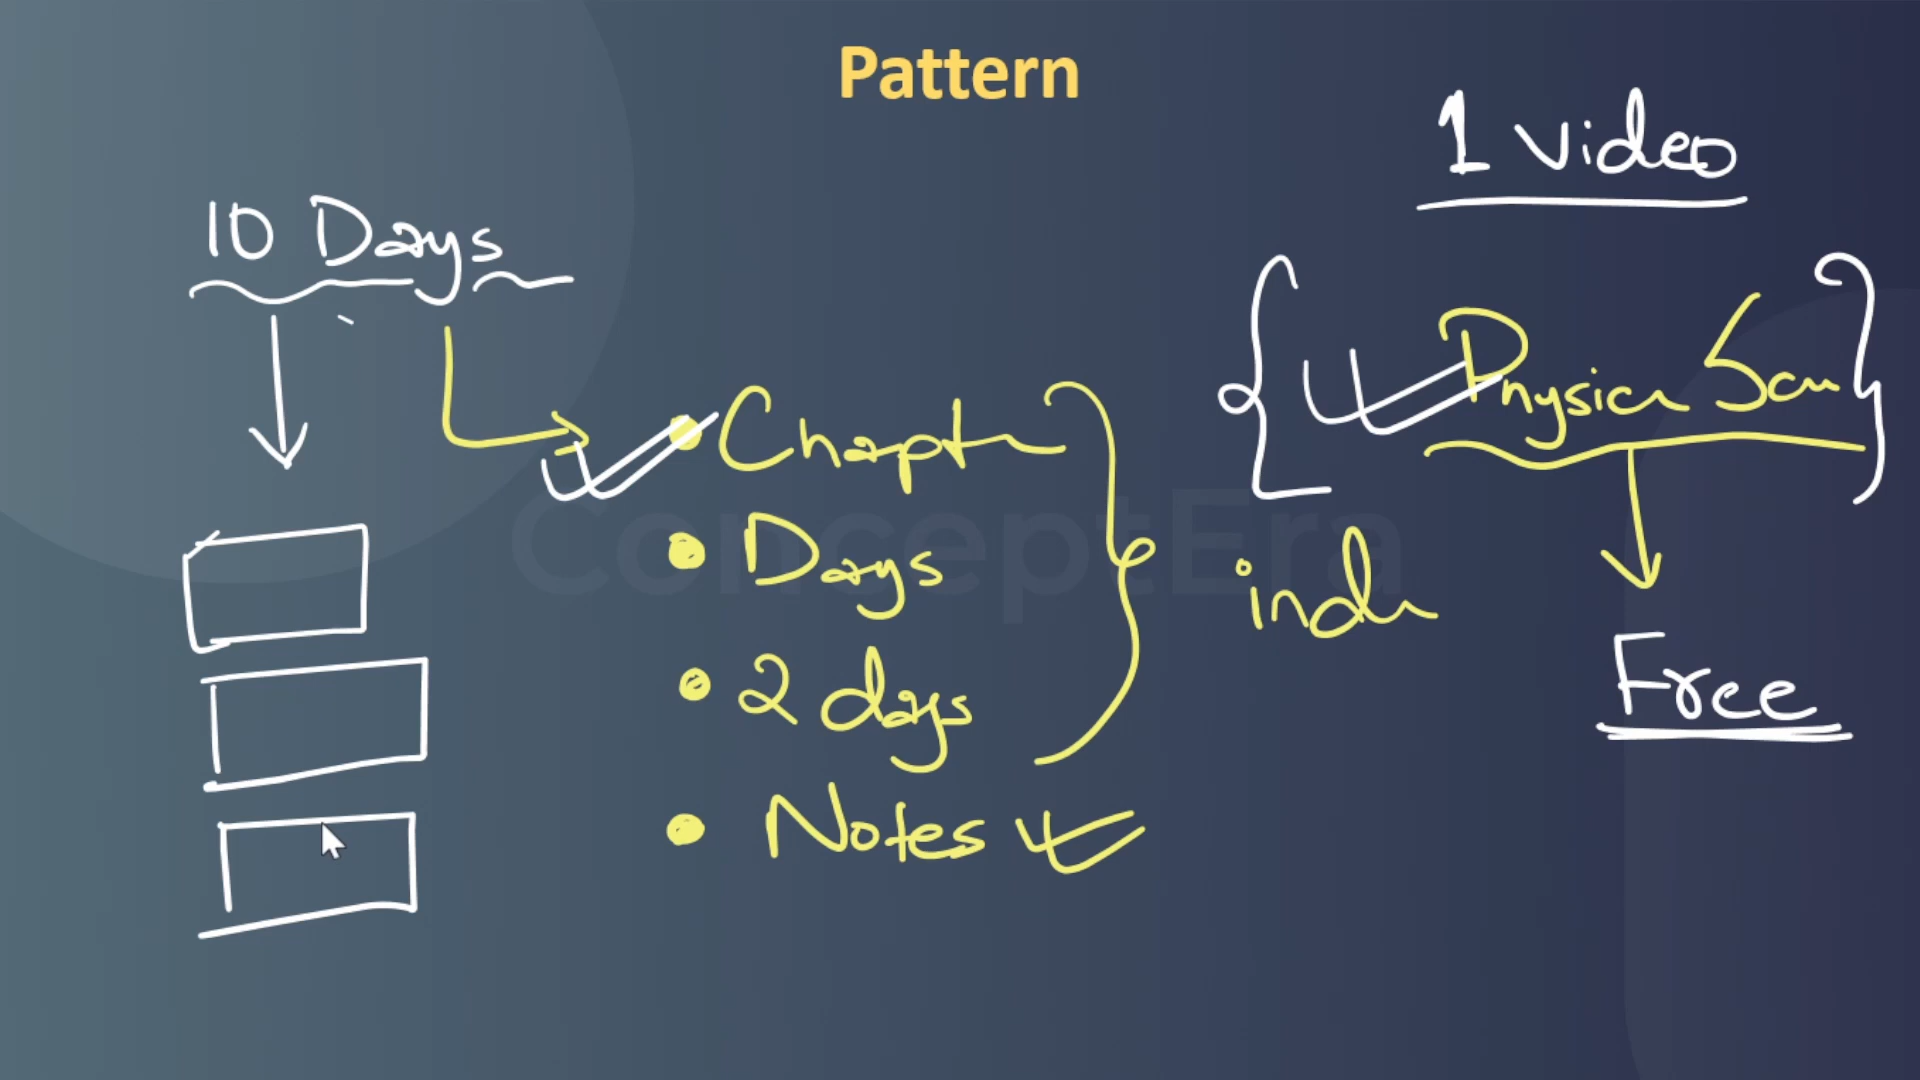 Pattern
1 video
10 Days
Chapt
Days
2 days
Notes
Physics
Free
ConceptEra